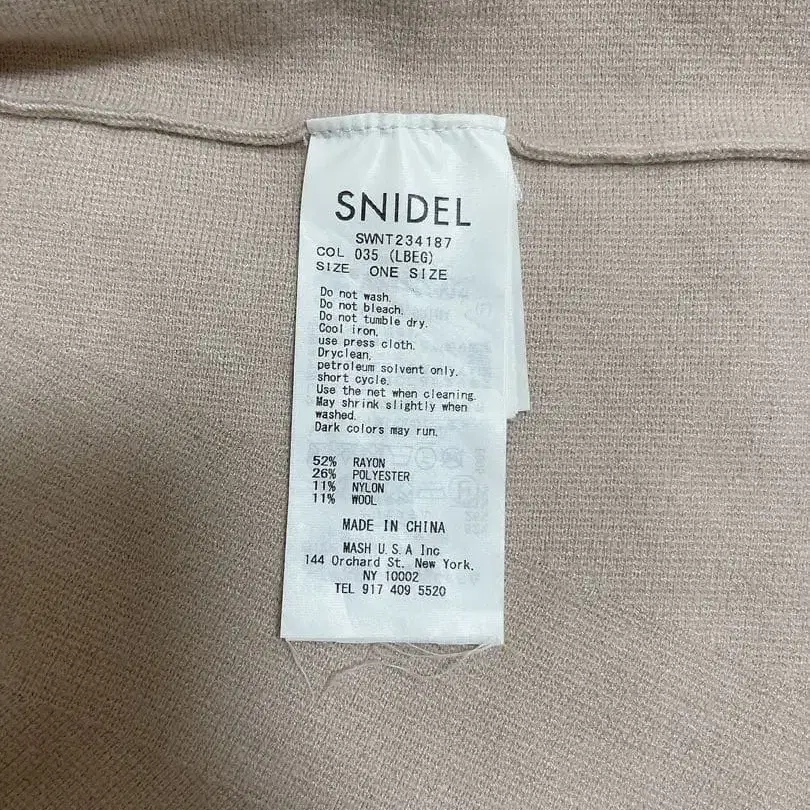 SNIDEL
SWNT234187
COL 035 (LBEG)
SIZE ONE SIZE
Do not wash.
Do not bleach.
Do not tumble dry.
Cool iron,
use press cloth.
Dryclean,
petroleum solvent only.
short cycle.
Use the net when cleaning.
May shrink slightly when
washed.
Dark colors may run.
52% RAYON
26% POLYESTER
11% NYLON
11% WOOL
MADE IN CHINA
MASH U.S.A Inc
144 Orchard St. New York.
NY 10002
TEL 917 409 5520